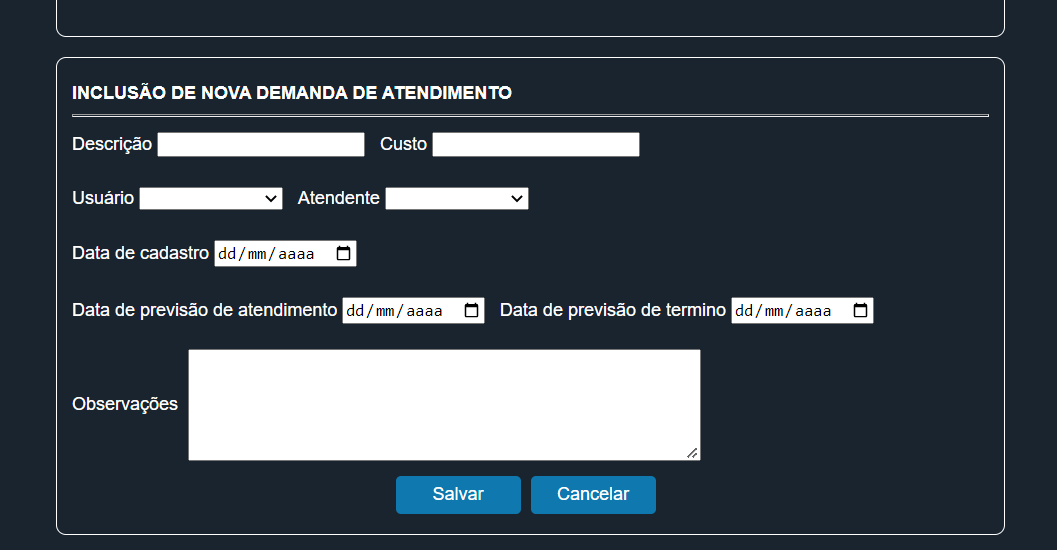 INCLUSÃO DE NOVA DEMANDA DE ATENDIMENTO
Descrição Custo
Usuário Atendente
Data de cadastro dd/mm/aaaa
Data de previsão de atendimento dd/mm/aaaa Data de previsão de termino dd/mm/aaaa
Observações
Salvar Cancelar